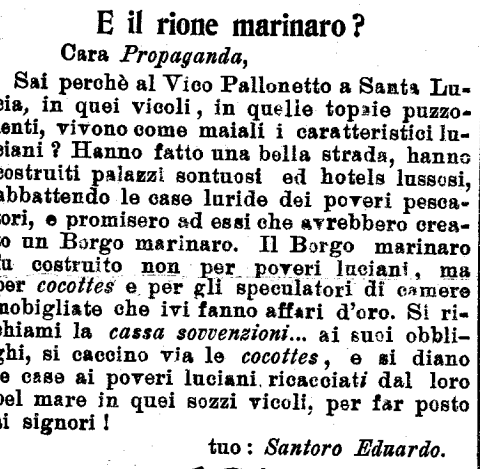 E il rione marinaro?
Cara Propaganda,
Sai perchè al Vico Pallonetto a Santa Lu-
cia, in quei vicoli, in quelle topaie puzzo-
lenti, vivono come maiali i caratteristici lu-
ciani? Hanno fatto una bella strada, hanno
costruiti palazzi sontuosi ed hotels lussosi,
abbattendo le case luride dei poveri pesca-
tori, e promisero ad essi che avrebbero crea-
to un Borgo marinaro. Il Borgo marinaro
fu costruito non per poveri luciani, ma
per cocottes e per gli speculatori di camere
mobigliate che ivi fanno affari d'oro. Si ri-
chiami la cassa sovvenzioni... ai suoi obbli-
ghi, si caccino via le cocottes, e si diano
le case ai poveri luciani ricacciati dal loro
bel mare in quei sozzi vicoli, per far posto
ai signori!
tuo: Santoro Eduardo.